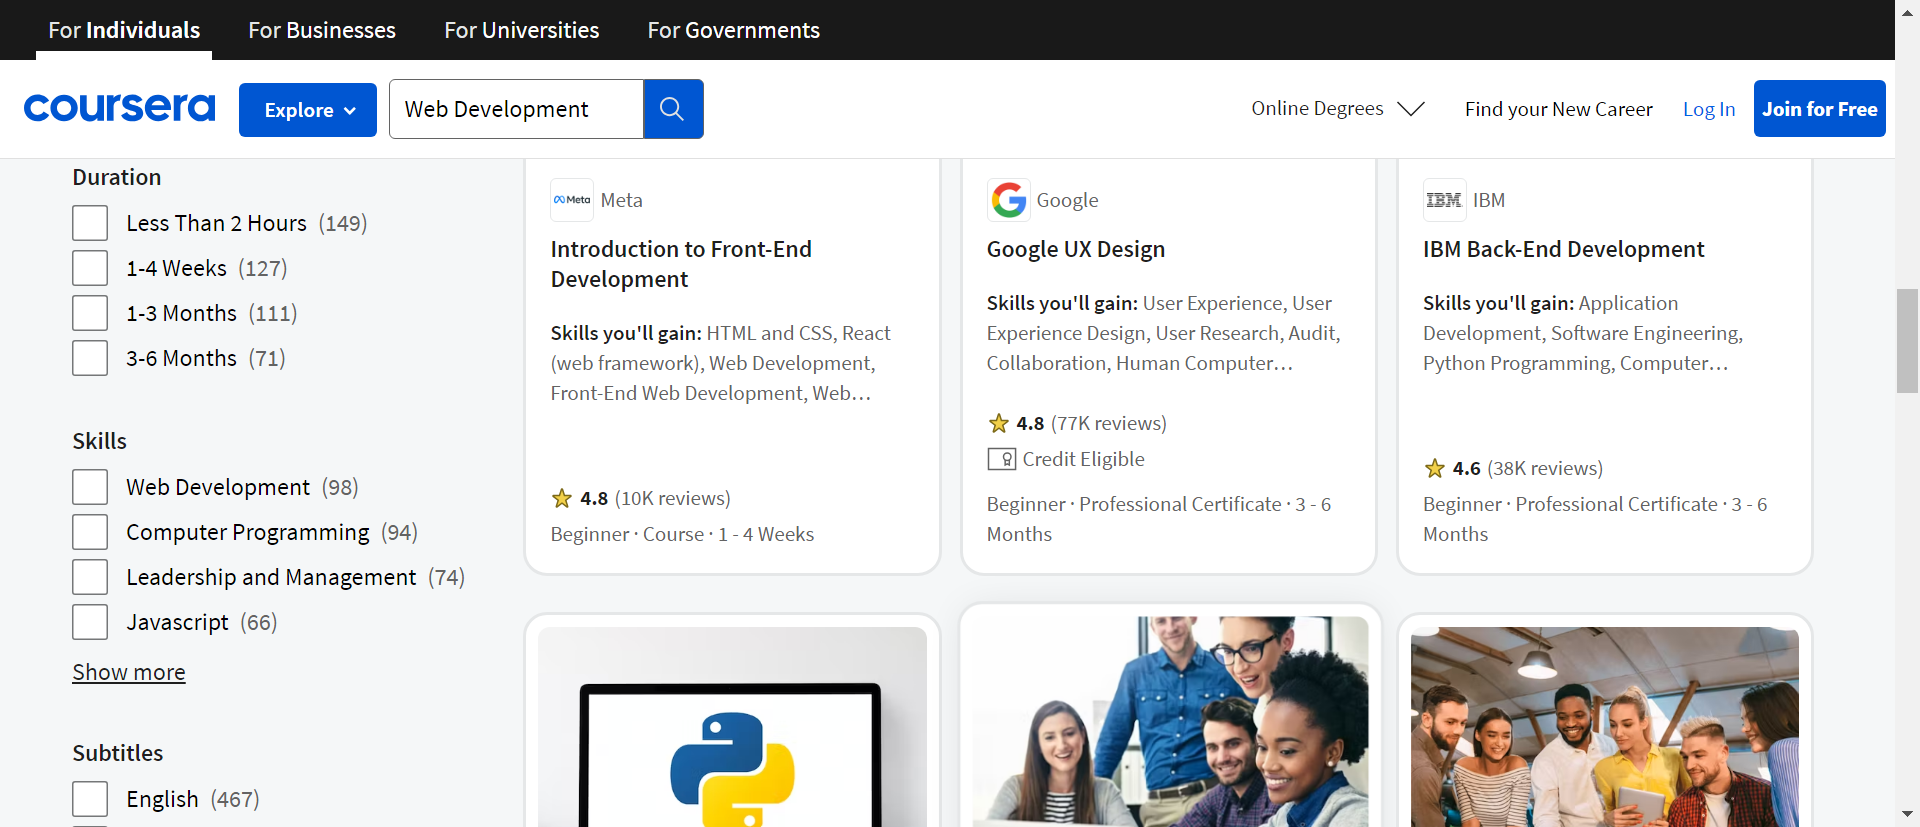 For Individuals
For Businesses
For Universities
For Governments
coursera
Explore
Web Development
Online Degrees
Find your New Career
Log In
Join for Free
Duration
Less Than 2 Hours (149)
1-4 Weeks (127)
1-3 Months (111)
3-6 Months (71)
Skills
Web Development (98)
Computer Programming (94)
Leadership and Management (74)
Javascript (66)
Show more
Subtitles
English (467)
Meta Meta
Introduction to Front-End
Development
Skills you'll gain: HTML and CSS, React
(web framework), Web Development,
Front-End Web Development, Web...
4.8 (10K reviews)
Beginner · Course · 1 - 4 Weeks
Google
Google UX Design
Skills you'll gain: User Experience, User
Experience Design, User Research, Audit,
Collaboration, Human Computer...
4.8 (77K reviews)
Credit Eligible
Beginner · Professional Certificate · 3 - 6
Months
IBM IBM
IBM Back-End Development
Skills you'll gain: Application
Development, Software Engineering,
Python Programming, Computer...
4.6 (38K reviews)
Beginner · Professional Certificate · 3 - 6
Months